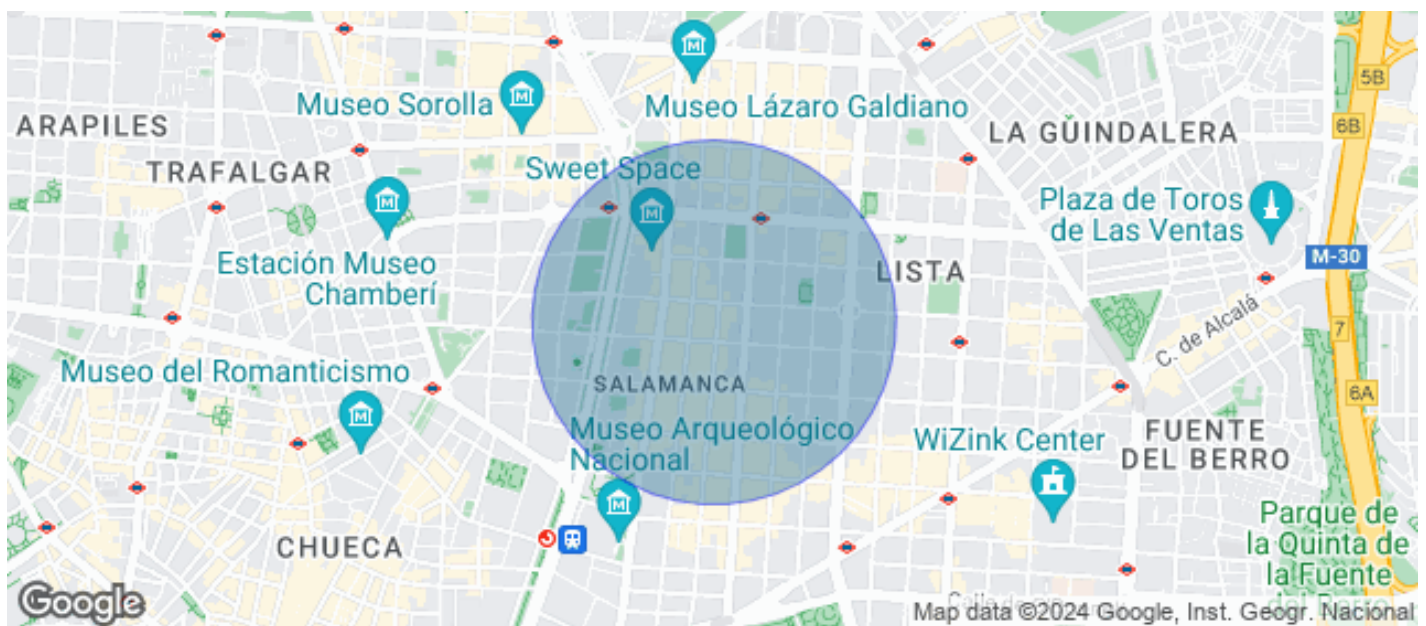 Museo Sorolla
Museo Lázaro Galdiano
ARAPILES
LA GÜINDALERA
5B
6B
TRAFALGAR
Sweet Space
Plaza de Toros
de Las Ventas
Estación Museo
Chamberí
LISTA
M-30
C. de Alcalá
7
Museo del Romanticismo
SALAMANCA
6A
Museo Arqueológico
Nacional
WiZink Center
FUENTE
DEL BERRO
CHUECA
Parque de
la Quinta de
la Fuente
Google
Map data ©2024 Google, Inst. Geogr. Nacional